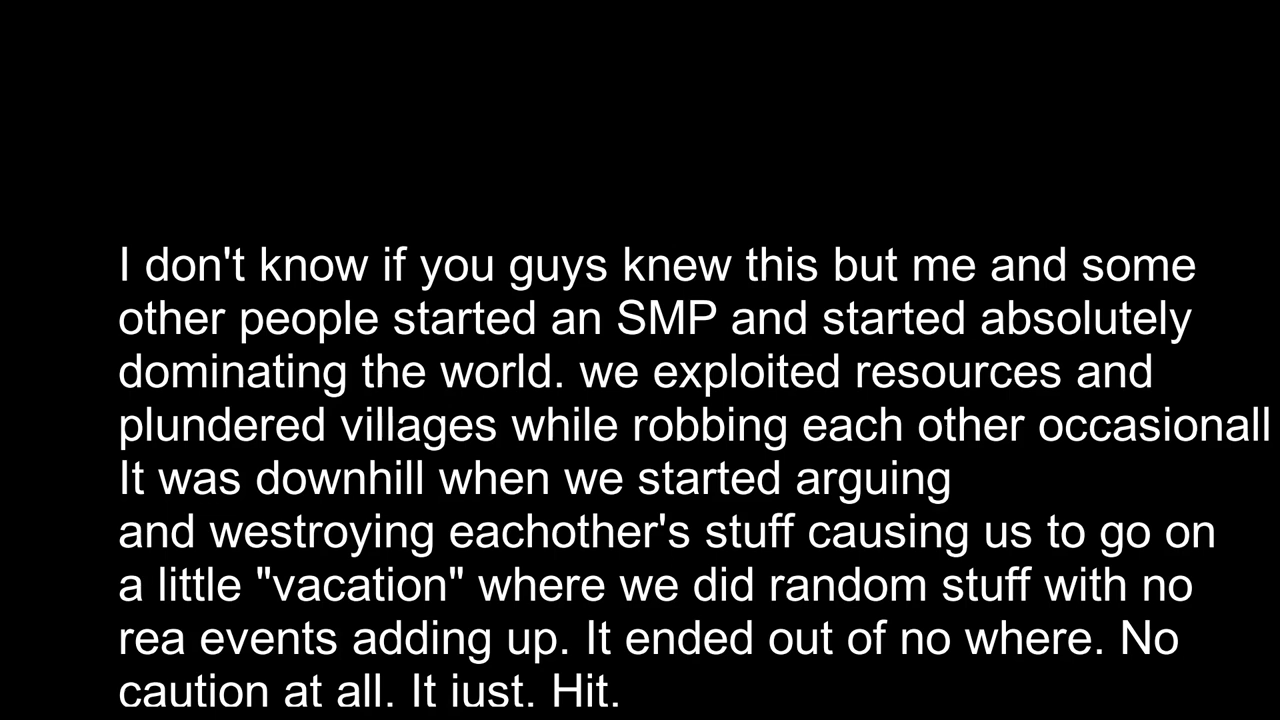 I don't know if you guys knew this but me and some
other people started an SMP and started absolutely
dominating the world. we exploited resources and
plundered villages while robbing each other occasionall
It was downhill when we started arguing
and westroying eachother's stuff causing us to go on
a little "vacation" where we did random stuff with no
rea events adding up. It ended out of no where. No
caution at all. It just. Hit.